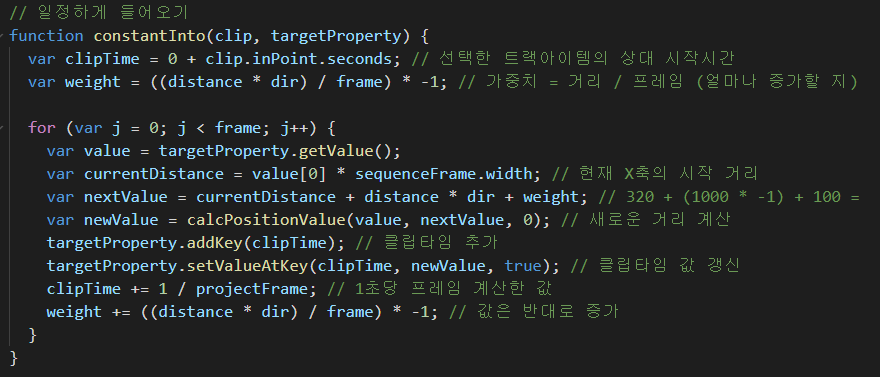 // 일정하게 들어오기
function constantInto(clip, targetProperty) {
  var clipTime = 0 + clip.inPoint.seconds; // 선택한 트랙아이템의 상대 시작시간
  var weight = ((distance * dir) / frame) * -1; // 가중치 = 거리 / 프레임 (얼마나 증가할 지)

  for (var j = 0; j < frame; j++) {
    var value = targetProperty.getValue();
    var currentDistance = value[0] * sequenceFrame.width; // 현재 X축의 시작 거리
    var nextValue = currentDistance + distance * dir + weight; // 320 + (1000 * -1) + 100 =
    var newValue = calcPositionValue(value, nextValue, 0); // 새로운 거리 계산
    targetProperty.addKey(clipTime); // 클립타임 추가
    targetProperty.setValueAtKey(clipTime, newValue, true); // 클립타임 값 갱신
    clipTime += 1 / projectFrame; // 1초당 프레임 계산한 값
    weight += ((distance * dir) / frame) * -1; // 값은 반대로 증가
  }
}